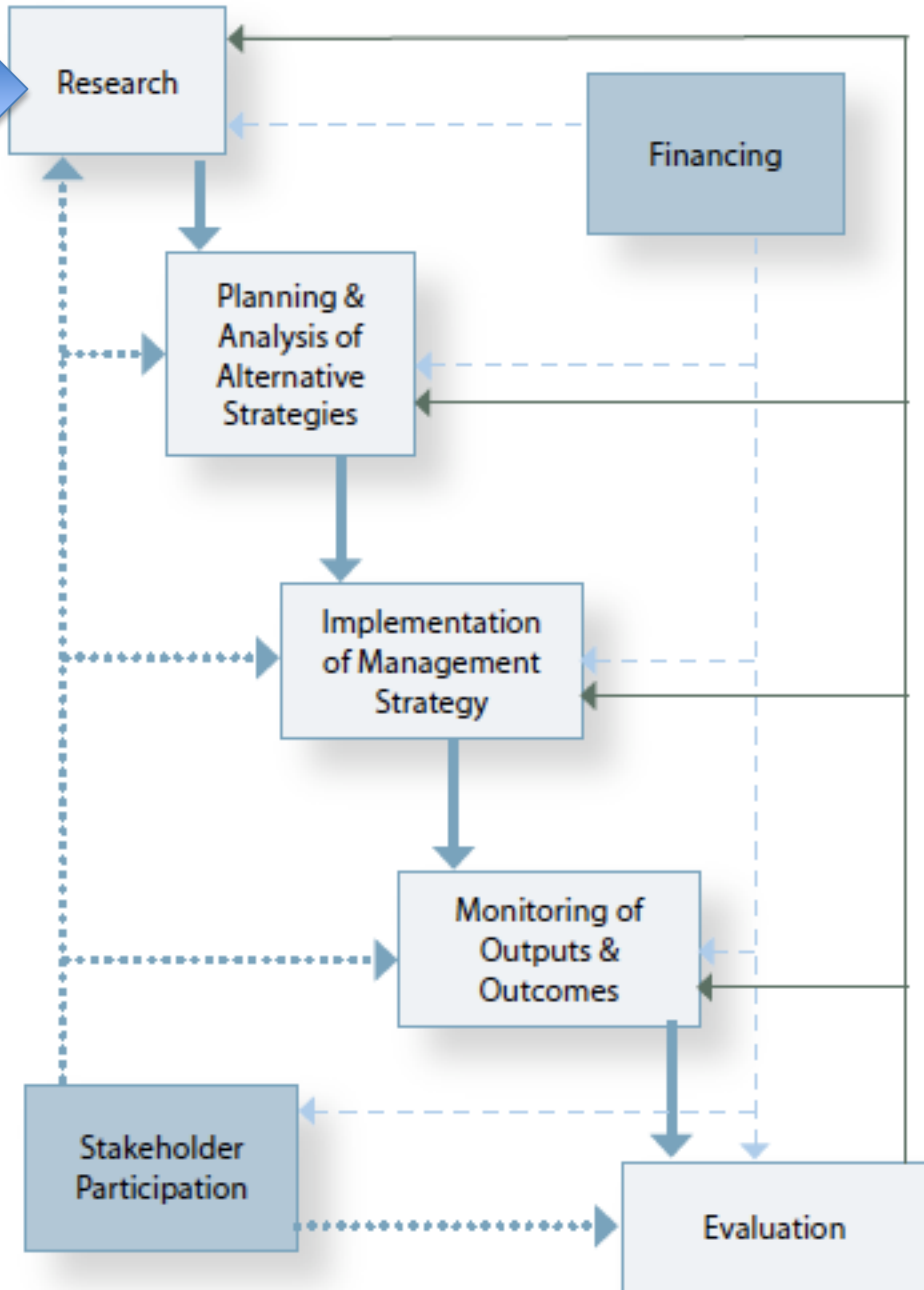 Research
Financing
Planning &
Analysis of
Alternative
Strategies
Implementation
of Management
Strategy
Monitoring of
Outputs &
Outcomes
Stakeholder
Participation
Evaluation